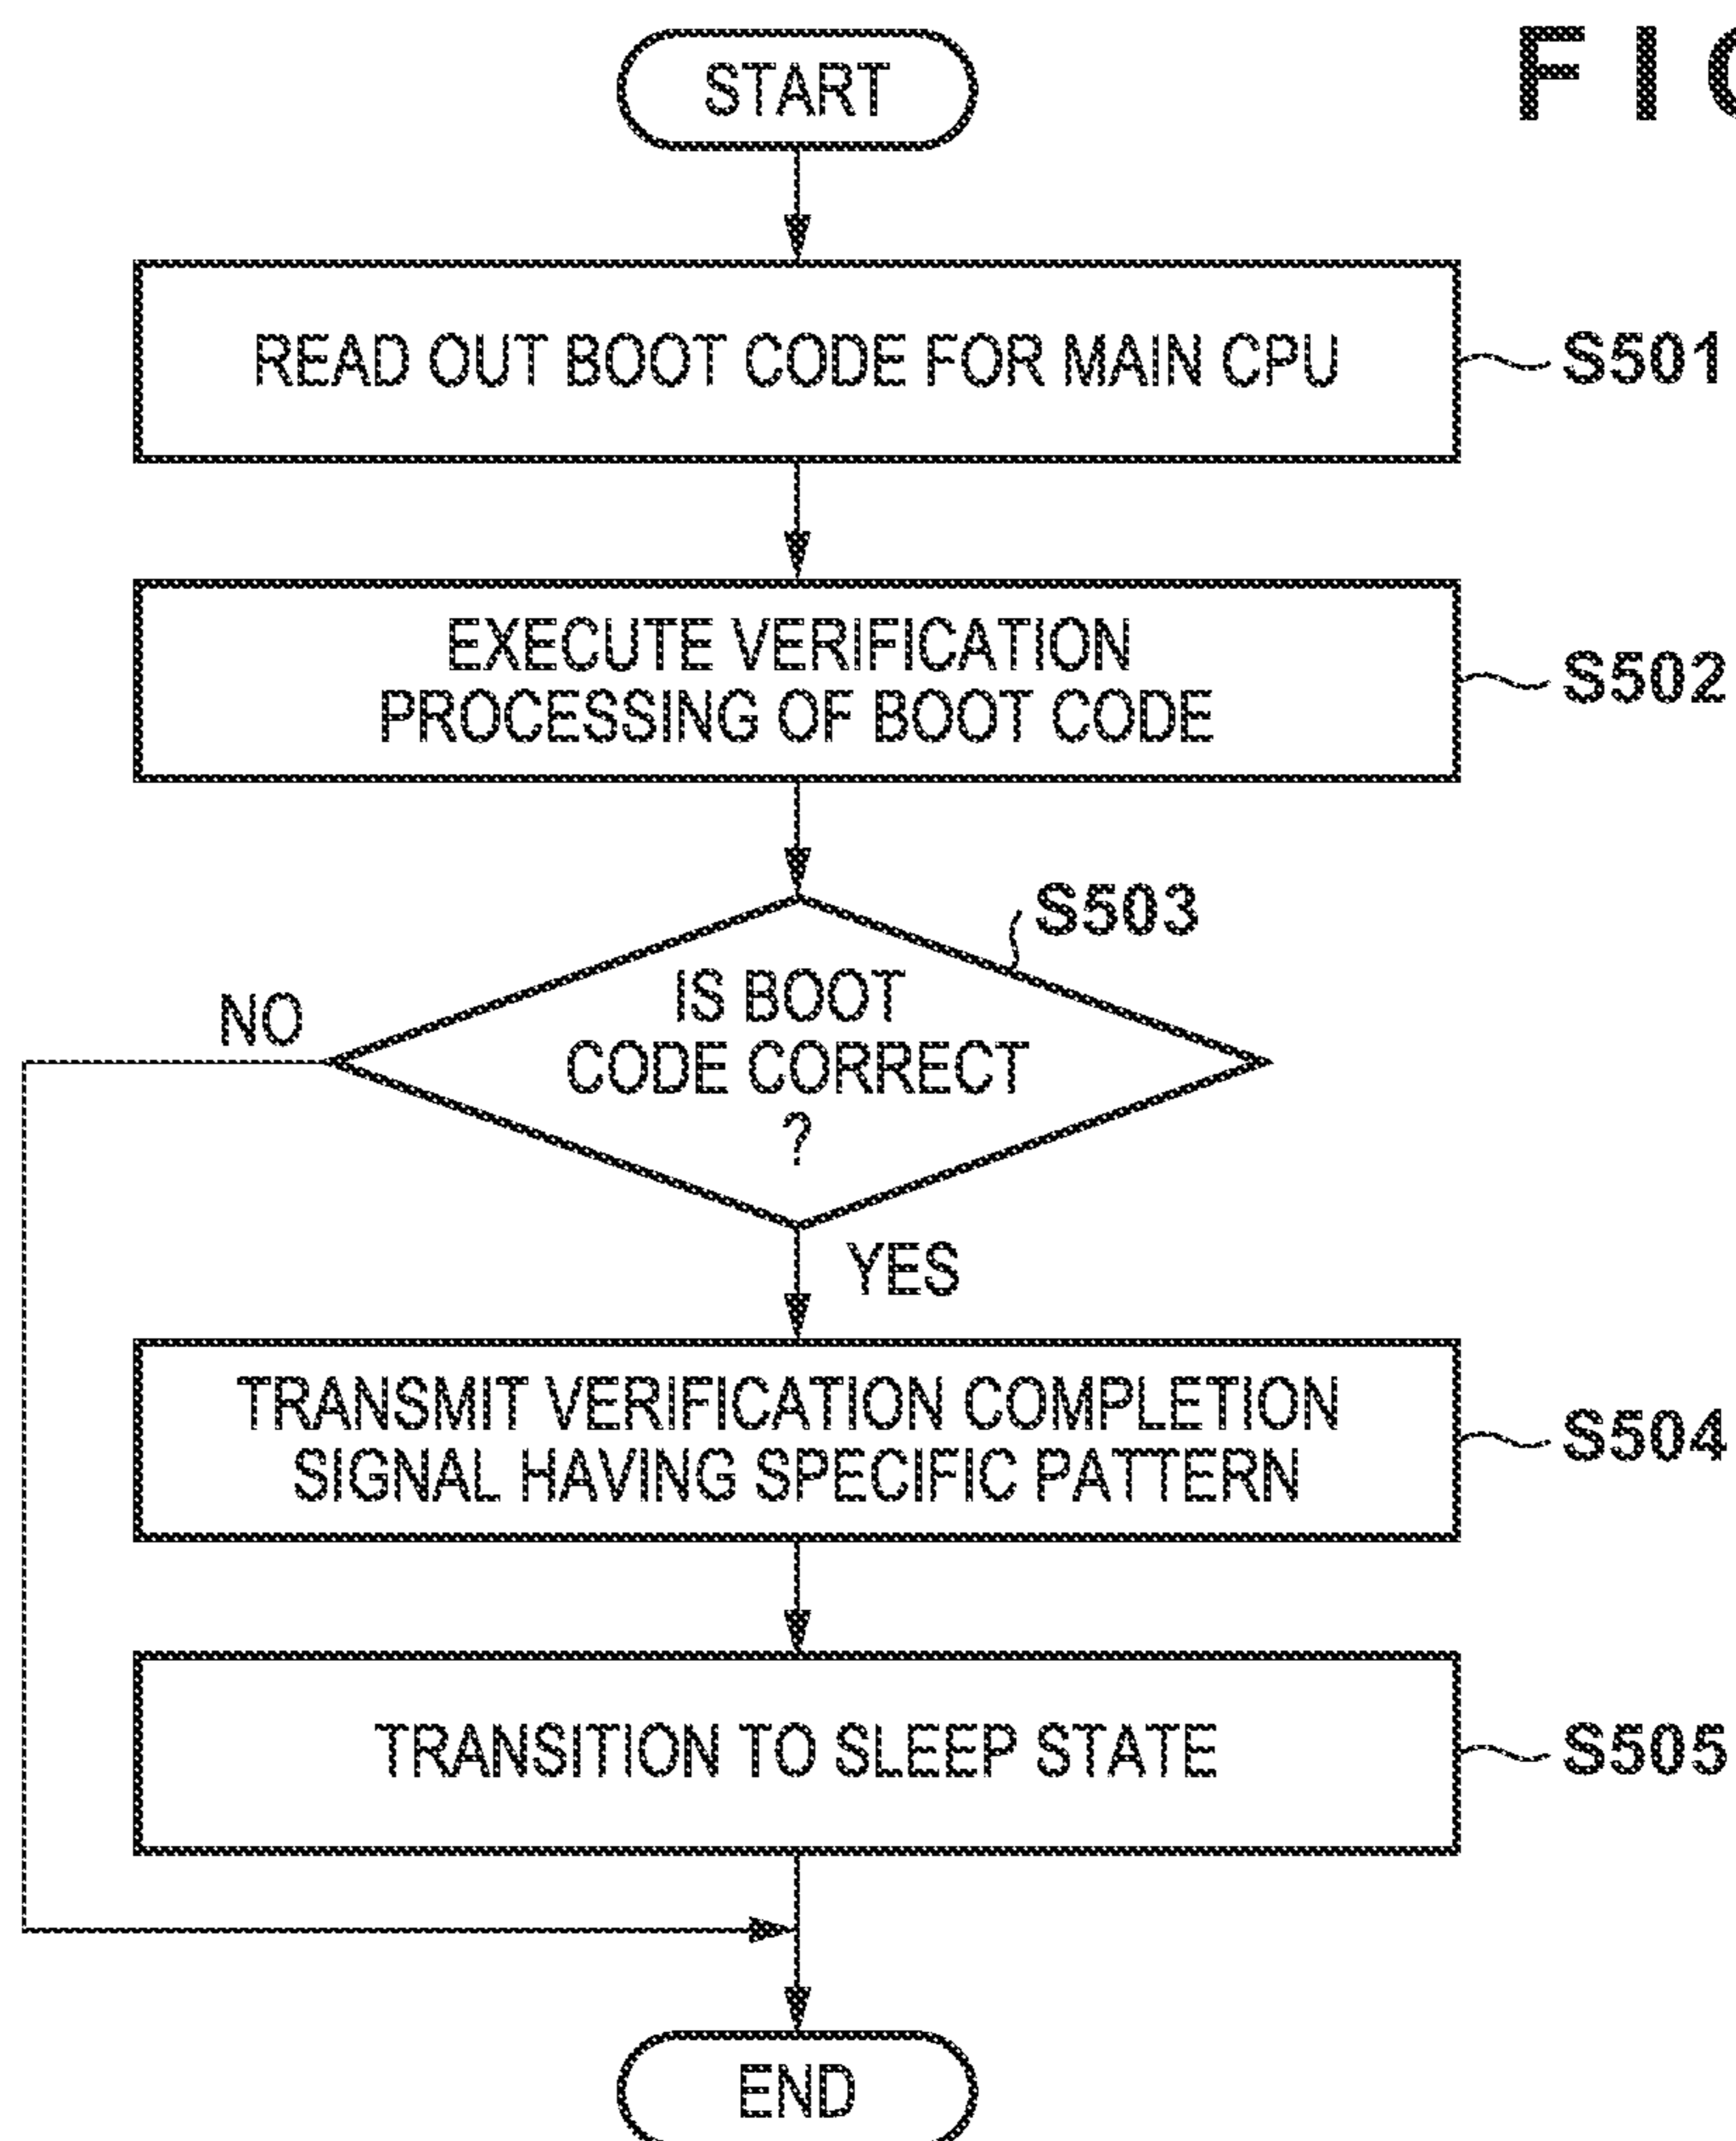 START
READ OUT BOOT CODE FOR MAIN CPU
S501
EXECUTE VERIFICATION
PROCESSING OF BOOT CODE
S502
S503
IS BOOT
CODE CORRECT
?
NO
YES
TRANSMIT VERIFICATION COMPLETION
SIGNAL HAVING SPECIFIC PATTERN
S504
TRANSITION TO SLEEP STATE
S505
END